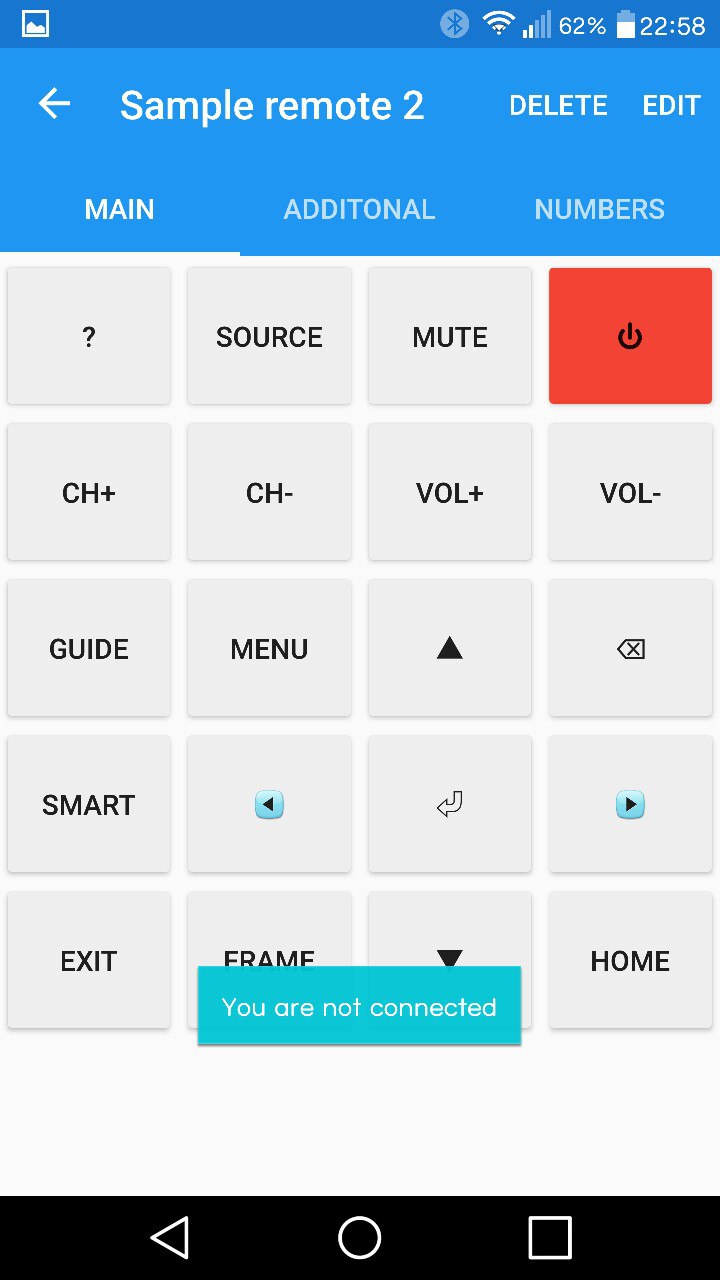 62% 22:58
Sample remote 2 DELETE EDIT
MAIN ADDITONAL NUMBERS
? SOURCE MUTE
CH+ CH- VOL+ VOL-
GUIDE MENU
SMART
EXIT FRAME HOME
You are not connected